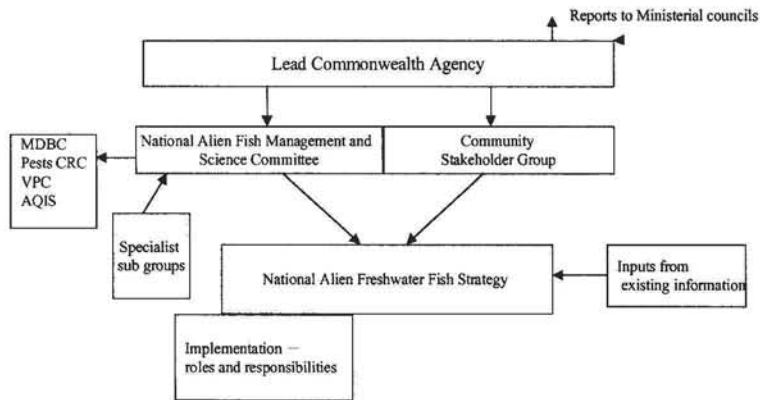 Reports to Ministerial councils
Lead Commonwealth Agency
National Alien Fish Management and
Science Committee
Community
Stakeholder Group
MDBC
Pests CRC
VPC
AQIS
Specialist
sub groups
National Alien Freshwater Fish Strategy
Inputs from
existing information
Implementation —
roles and responsibilities